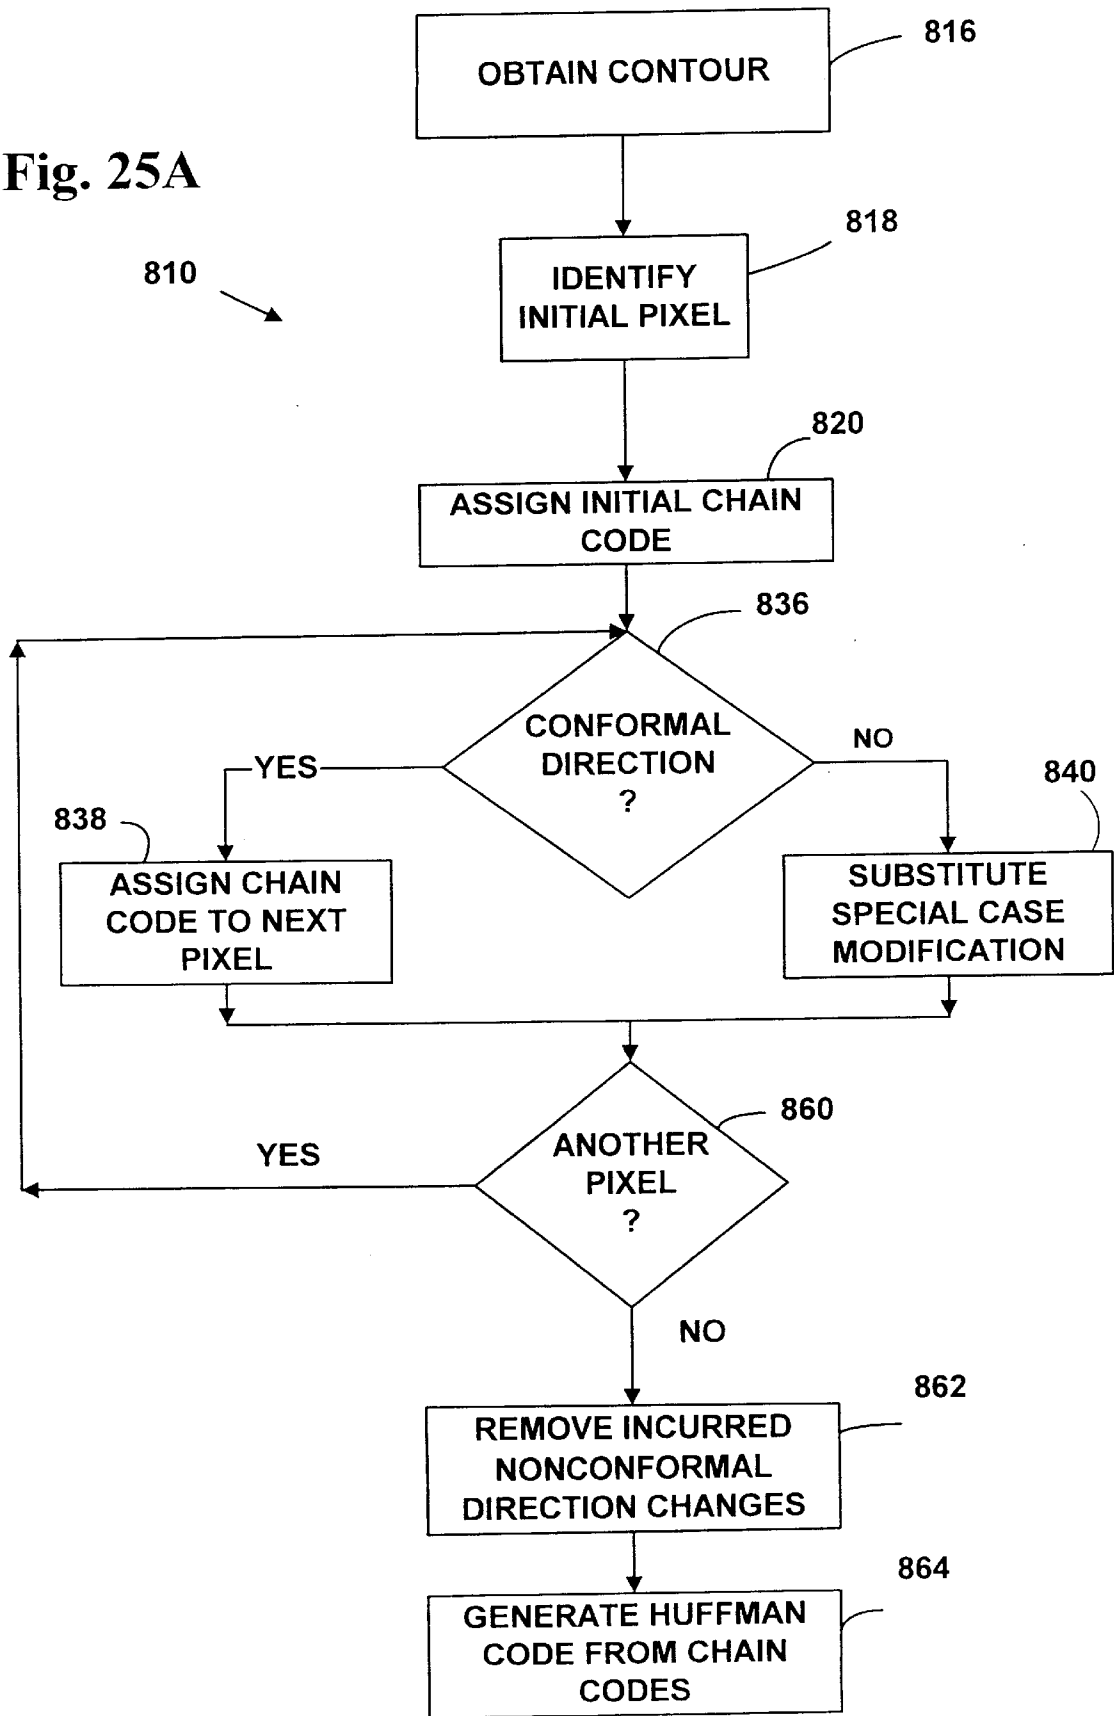 816
OBTAIN CONTOUR
Fig. 25A
818
810
IDENTIFY
INITIAL PIXEL
820
ASSIGN INITIAL CHAIN
CODE
836
CONFORMAL
DIRECTION
?
YES
NO
840
838
ASSIGN CHAIN
CODE TO NEXT
PIXEL
SUBSTITUTE
SPECIAL CASE
MODIFICATION
860
ANOTHER
PIXEL
?
YES
NO
862
REMOVE INCURRED
NONCONFORMAL
DIRECTION CHANGES
864
GENERATE HUFFMAN
CODE FROM CHAIN
CODES